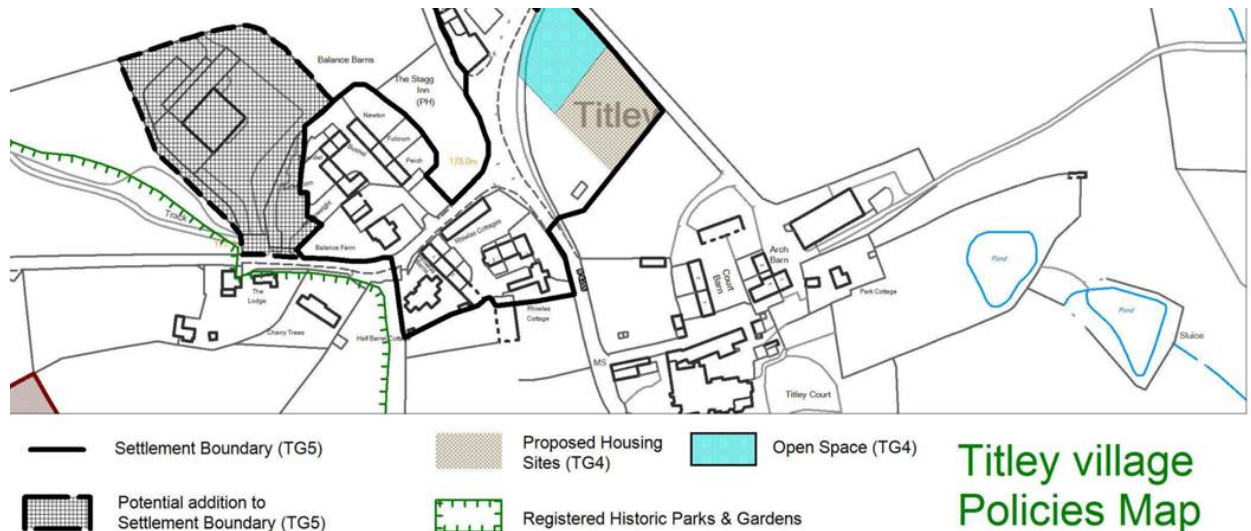 Balance Barns
The Stagg
Inn
(PH)
Newton
Fulcrum
Perch
173.0m
Titley
Track
Balance Farm
Rhiwlas Cottages
The
Lodge
Cherry Trees
Rhiwlas
Cottage
MS
Court
Barn
Arch
Barn
Park Cottage
Titley Court
Pond
Pond
Sluice
Settlement Boundary (TG5)
Proposed Housing
Sites (TG4)
Open Space (TG4)
Potential addition to
Settlement Boundary (TG5)
Registered Historic Parks & Gardens
Titley village
Policies Map